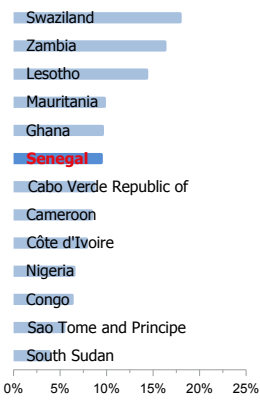 Swaziland
Zambia
Lesotho
Mauritania
Ghana
Senegal
Cabo Verde Republic of
Cameroon
Côte d'Ivoire
Nigeria
Congo
Sao Tome and Principe
South Sudan
0% 5% 10% 15% 20% 25%